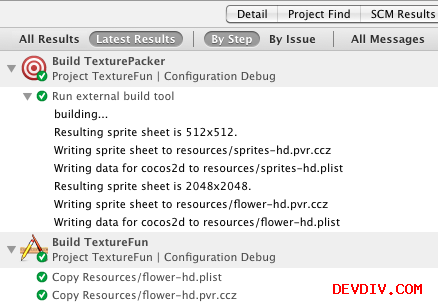 Detail Project Find SCM Results
All Results Latest Results By Step By Issue All Messages
Build TexturePacker
Project TextureFun | Configuration Debug
Run external build tool
building...
Resulting sprite sheet is 512x512.
Writing sprite sheet to resources/sprites-hd.pvr.ccz
Writing data for cocos2d to resources/sprites-hd.plist
Resulting sprite sheet is 2048x2048.
Writing sprite sheet to resources/flower-hd.pvr.ccz
Writing data for cocos2d to resources/flower-hd.plist
Build TextureFun
Project TextureFun | Configuration Debug
Copy Resources/flower-hd.plist
Copy Resources/flower-hd.pvr.ccz
DEVDIV.COM